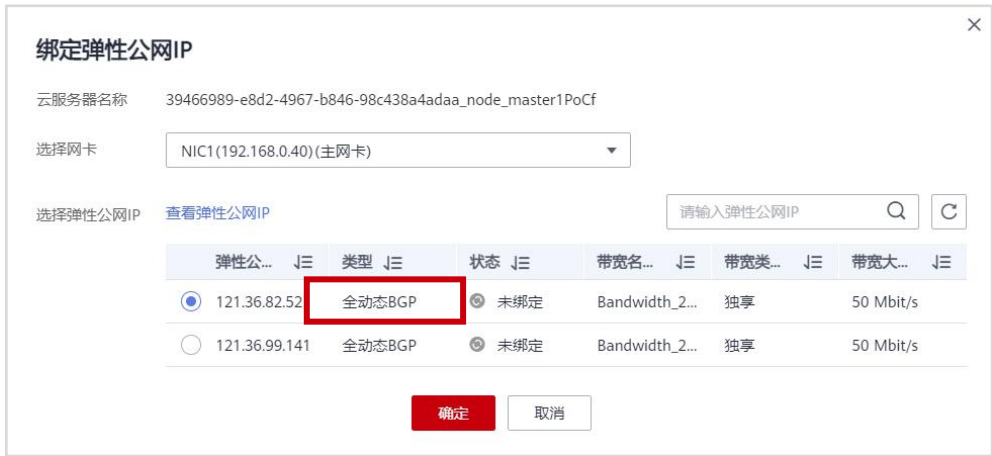 绑定弹性公网IP
云服务器名称 39466989-e8d2-4967-b846-98c438a4adaa_node_master1PoCf
选择网卡 NIC1(192.168.0.40)(主网卡)
选择弹性公网IP 查看弹性公网IP 请输入弹性公网IP
弹性公... 类型 状态 带宽名... 带宽类... 带宽大...
121.36.82.52 全动态BGP 未绑定 Bandwidth_2... 独享 50 Mbit/s
121.36.99.141 全动态BGP 未绑定 Bandwidth_2... 独享 50 Mbit/s
确定 取消